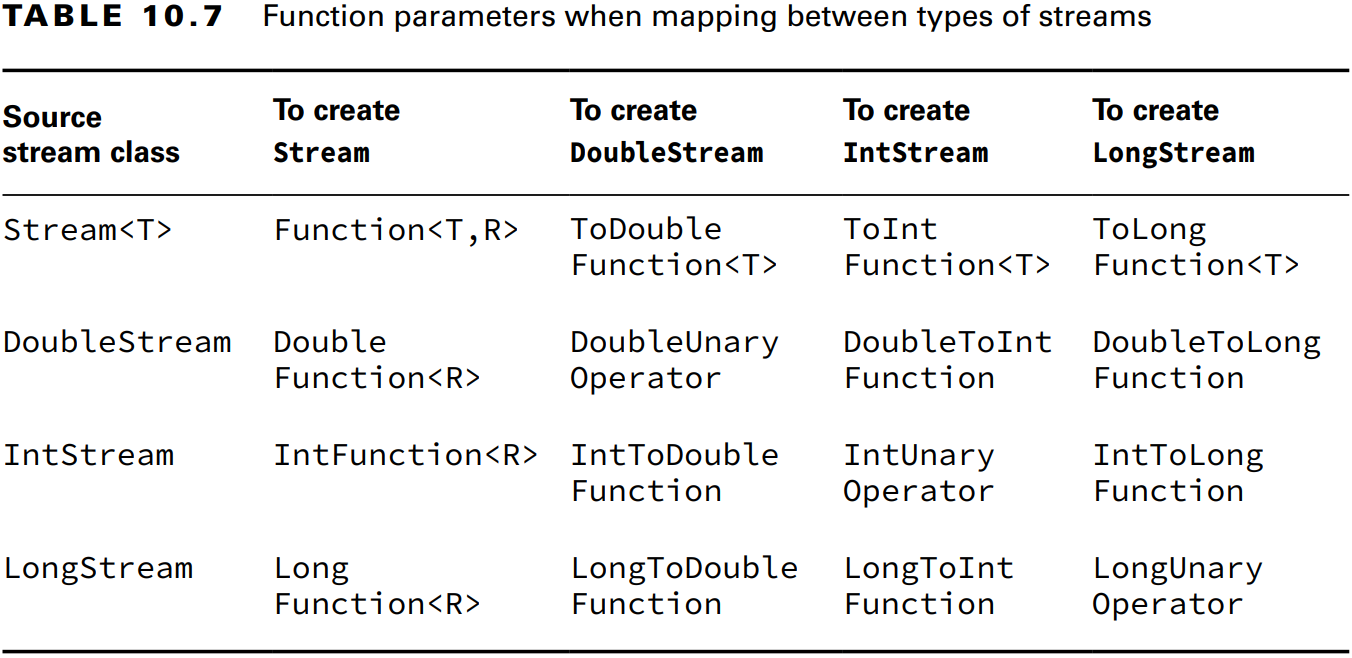 TABLE 10.7 Function parameters when mapping between types of streams
Source stream class To create Stream To create DoubleStream To create IntStream To create LongStream
Stream<T> Function<T,R> ToDouble Function<T> ToInt Function<T> ToLong Function<T>
DoubleStream Double Function<R> DoubleUnary Operator DoubleToInt Function DoubleToLong Function
IntStream IntFunction<R> IntToDouble Function IntUnary Operator IntToLong Function
LongStream Long Function<R> LongToDouble Function LongToInt Function LongUnary Operator